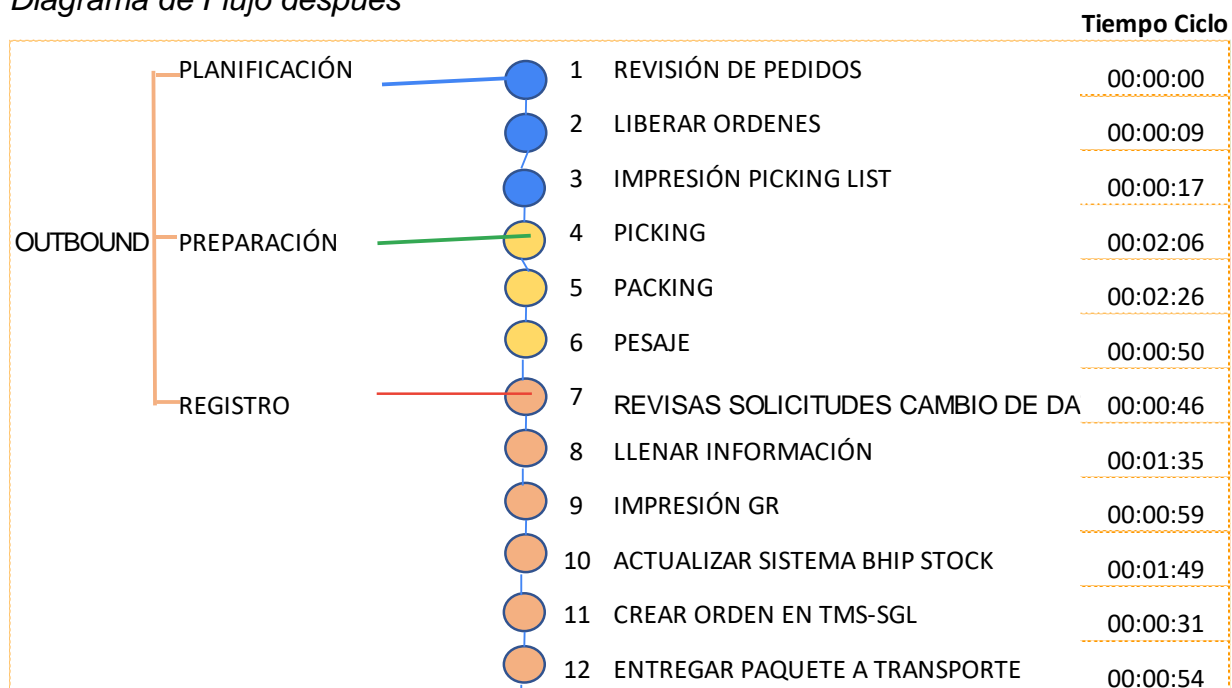 Diagrama de Flujo después
Tiempo Ciclo
PLANIFICACIÓN 1 REVISIÓN DE PEDIDOS 00:00:00
2 LIBERAR ORDENES 00:00:09
3 IMPRESIÓN PICKING LIST 00:00:17
OUTBOUND PREPARACIÓN 4 PICKING 00:02:06
5 PACKING 00:02:26
6 PESAJE 00:00:50
REGISTRO 7 REVISAS SOLICITUDES CAMBIO DE DA 00:00:46
8 LLENAR INFORMACIÓN 00:01:35
9 IMPRESIÓN GR 00:00:59
10 ACTUALIZAR SISTEMA BHIP STOCK 00:01:49
11 CREAR ORDEN EN TMS-SGL 00:00:31
12 ENTREGAR PAQUETE A TRANSPORTE 00:00:54